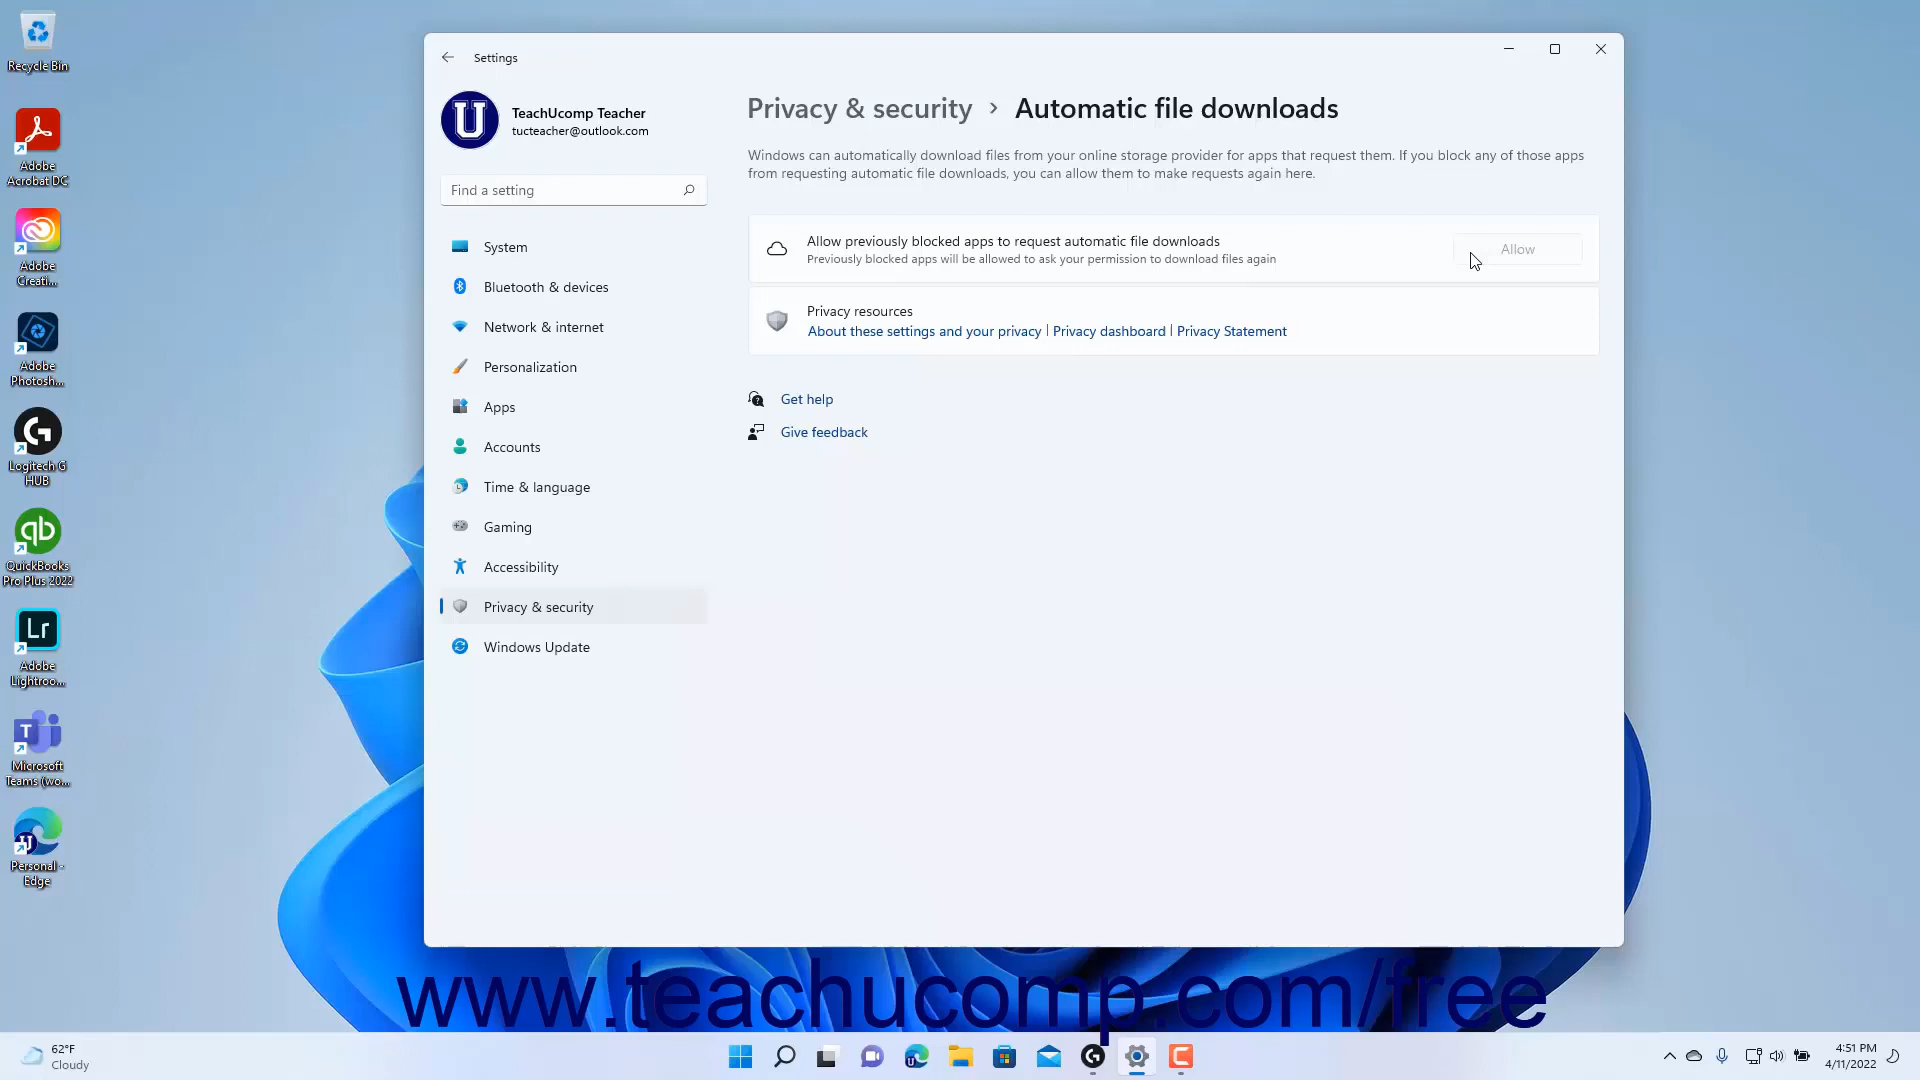 Recycle Bin
Adobe
Acrobat DC
Adobe
Creati...
Adobe
Photosh...
Logitech G
HUB
QuickBooks
Pro Plus 2022
Lr
Adobe
Lightroo...
T
Microsoft
Teams (wo...
Personal -
Edge
Settings
U
TeachUcomp Teacher
tucteacher@outlook.com
Find a setting
System
Bluetooth & devices
Network & internet
Personalization
Apps
Accounts
Time & language
Gaming
Accessibility
Privacy & security
Windows Update
Privacy & security › Automatic file downloads
Windows can automatically download files from your online storage provider for apps that request them. If you block any of those apps
from requesting automatic file downloads, you can allow them to make requests again here.
Allow previously blocked apps to request automatic file downloads
Previously blocked apps will be allowed to ask your permission to download files again
Allow
Privacy resources
About these settings and your privacy | Privacy dashboard | Privacy Statement
Get help
Give feedback
www.teachucomp.com/free
62°F
Cloudy
4:51 PM
4/11/2022